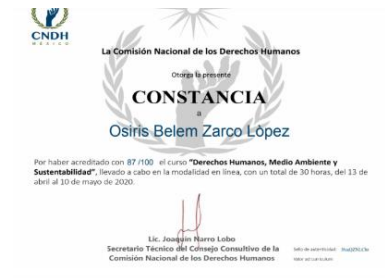 CNDH
MÉXICO
La Comisión Nacional de los Derechos Humanos
Otorga la presente
CONSTANCIA
a
Osiris Belem Zarco López
Por haber acreditado con 87 /100 el curso "Derechos Humanos, Medio Ambiente y
Sustentabilidad", llevado a cabo en la modalidad en línea, con un total de 30 horas, del 13 de
abril al 10 de mayo de 2020.
Lic. Joaquín Narro Lobo
Secretario Técnico del Consejo Consultivo de la
Comisión Nacional de los Derechos Humanos